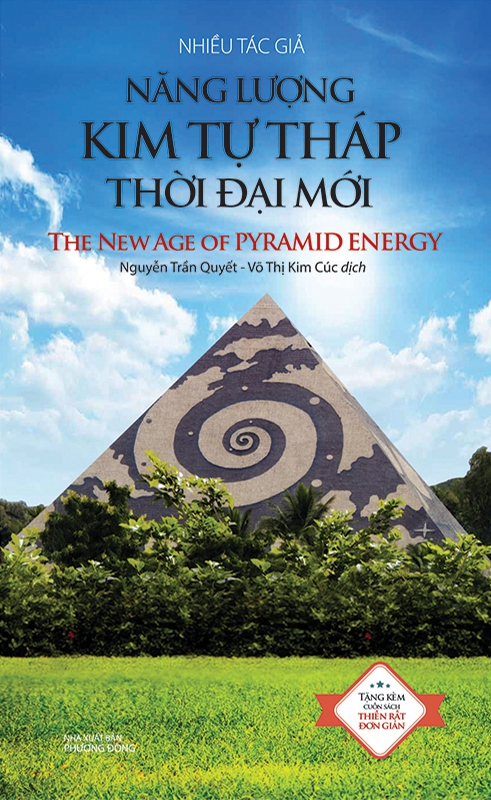 NHIỀU TÁC GIẢ
NĂNG LƯỢNG
KIM TỰ THÁP
THỜI ĐẠI MỚI
THE NEW AGE OF PYRAMID ENERGY
Nguyễn Trần Quyết - Võ Thị Kim Cúc dịch
TẶNG KÈM
CUỐN SÁCH
THIỀN RẤT
ĐƠN GIẢN
NHÀ XUẤT BẢN
PHƯƠNG ĐÔNG